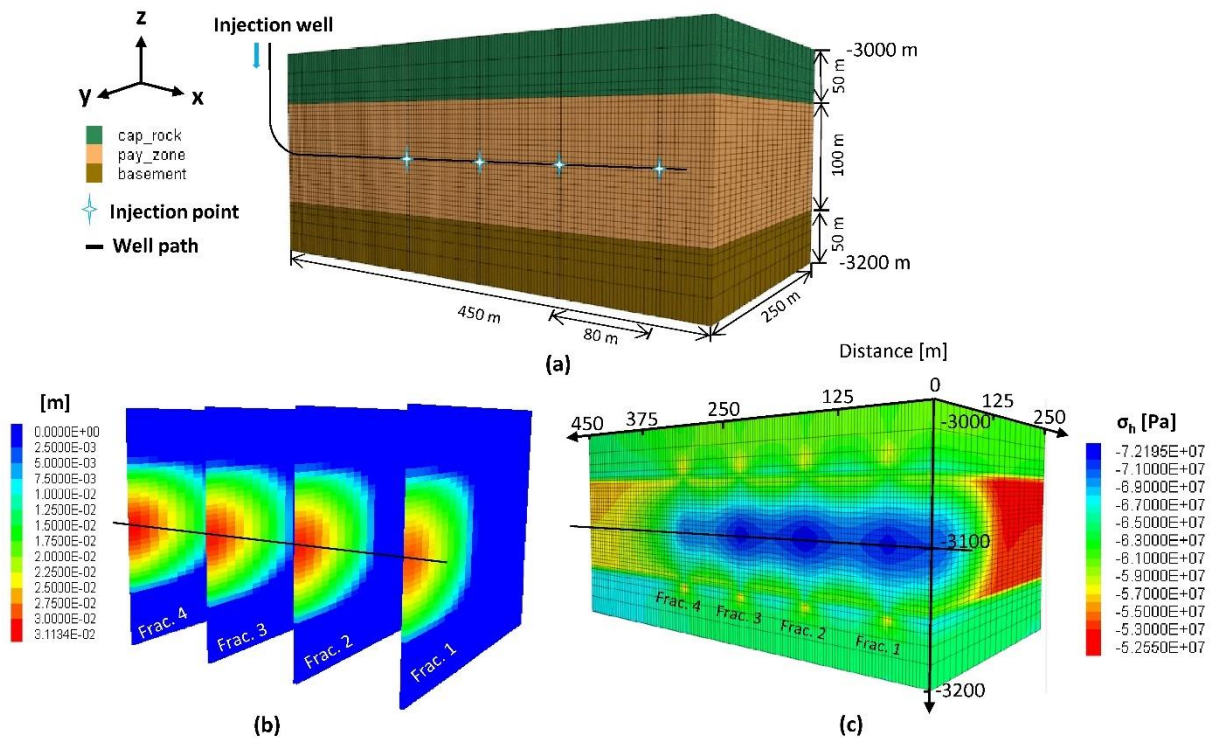 z
y
x
Injection well
cap_rock
pay_zone
basement
Injection point
Well path
-3000 m
50 m
100 m
50 m
-3200 m
450 m
80 m
250 m
(a)
[m]
0.0000E+00
2.5000E-03
5.0000E-03
7.5000E-03
1.0000E-02
1.2500E-02
1.5000E-02
1.7500E-02
2.0000E-02
2.2500E-02
2.5000E-02
2.7500E-02
3.0000E-02
3.1134E-02
Frac. 4
Frac. 3
Frac. 2
Frac. 1
(b)
Distance [m]
450
375
250
125
0
125
250
-3000
-3100
-3200
Frac. 4
Frac. 3
Frac. 2
Frac. 1
σh [Pa]
-7.2195E+07
-7.1000E+07
-6.9000E+07
-6.7000E+07
-6.5000E+07
-6.3000E+07
-6.1000E+07
-5.9000E+07
-5.7000E+07
-5.5000E+07
-5.3000E+07
-5.2550E+07
(c)